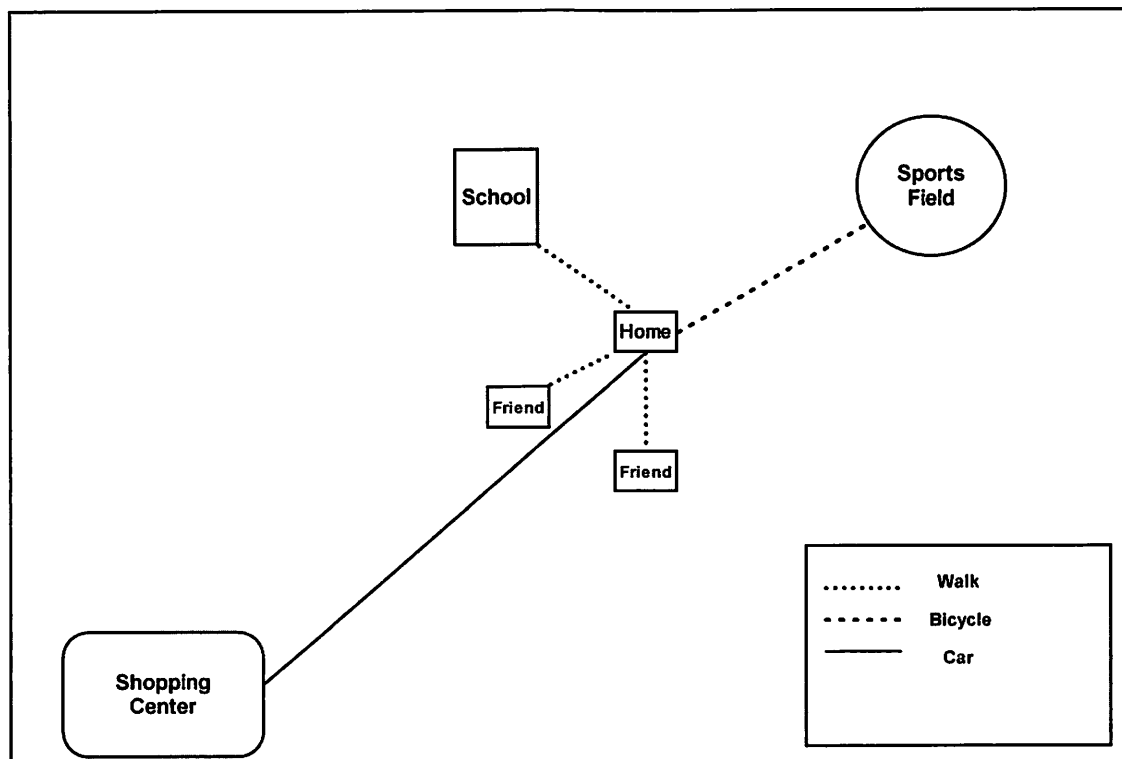 School
Sports
Field
Home
Friend
Friend
Walk
Bicycle
Car
Shopping
Center